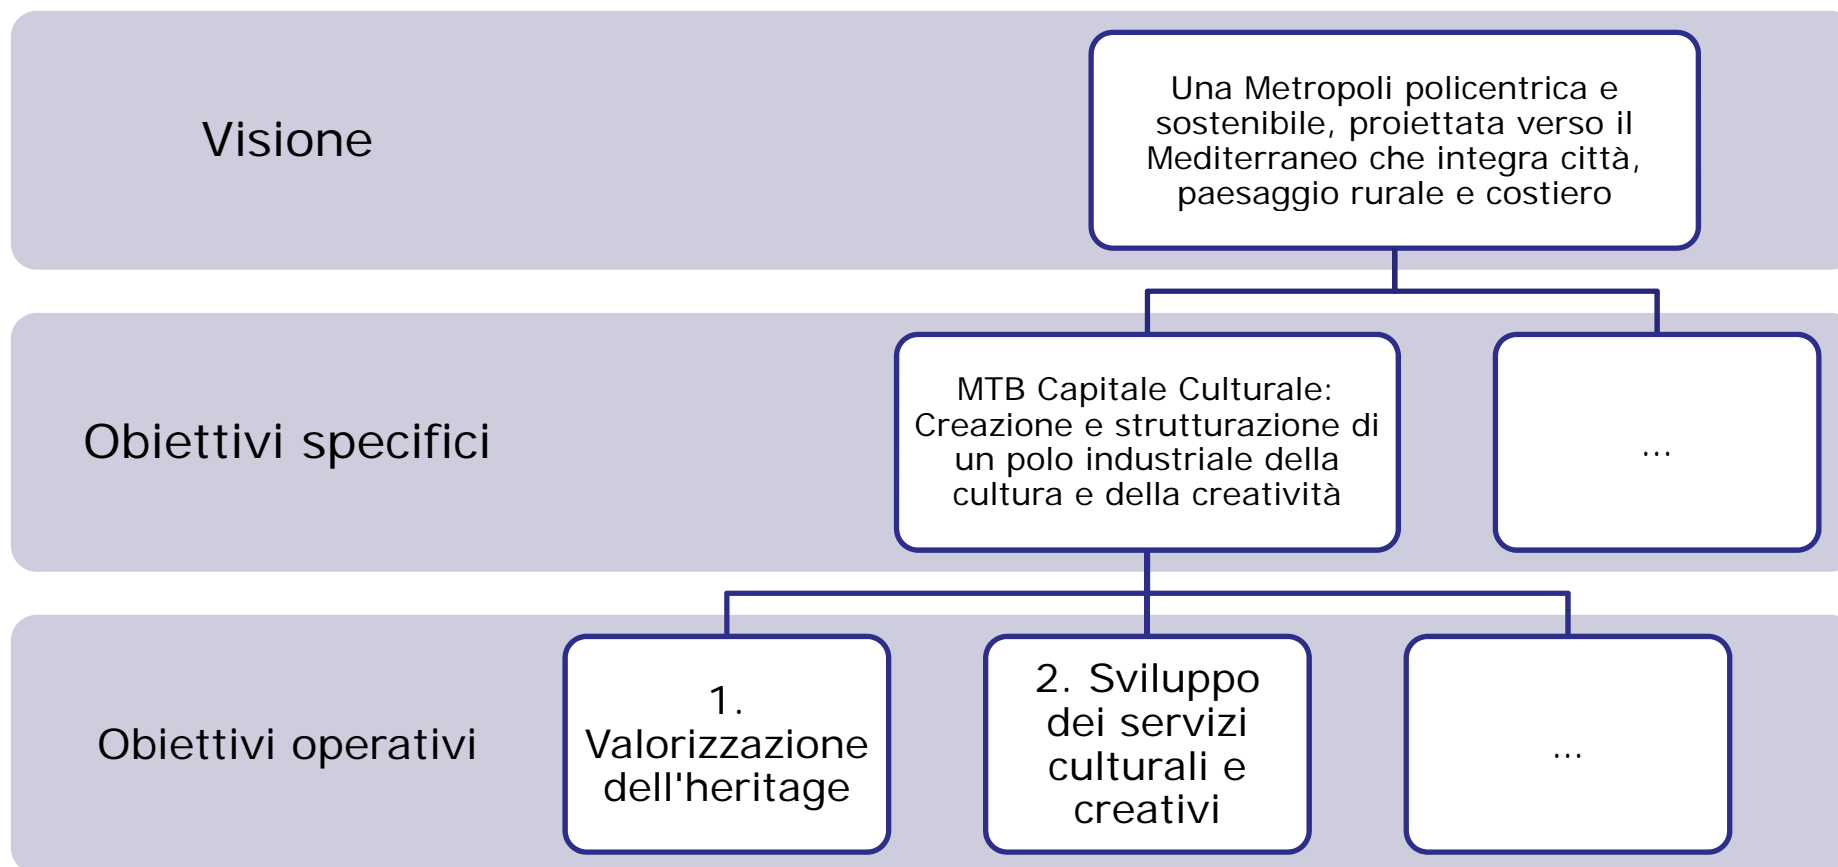 Visione
Una Metropoli policentrica e
sostenibile, proiettata verso il
Mediterraneo che integra città,
paesaggio rurale e costiero
Obiettivi specifici
MTB Capitale Culturale:
Creazione e strutturazione di
un polo industriale della
cultura e della creatività
...
Obiettivi operativi
1.
Valorizzazione
dell'heritage
2. Sviluppo
dei servizi
culturali e
creativi
...